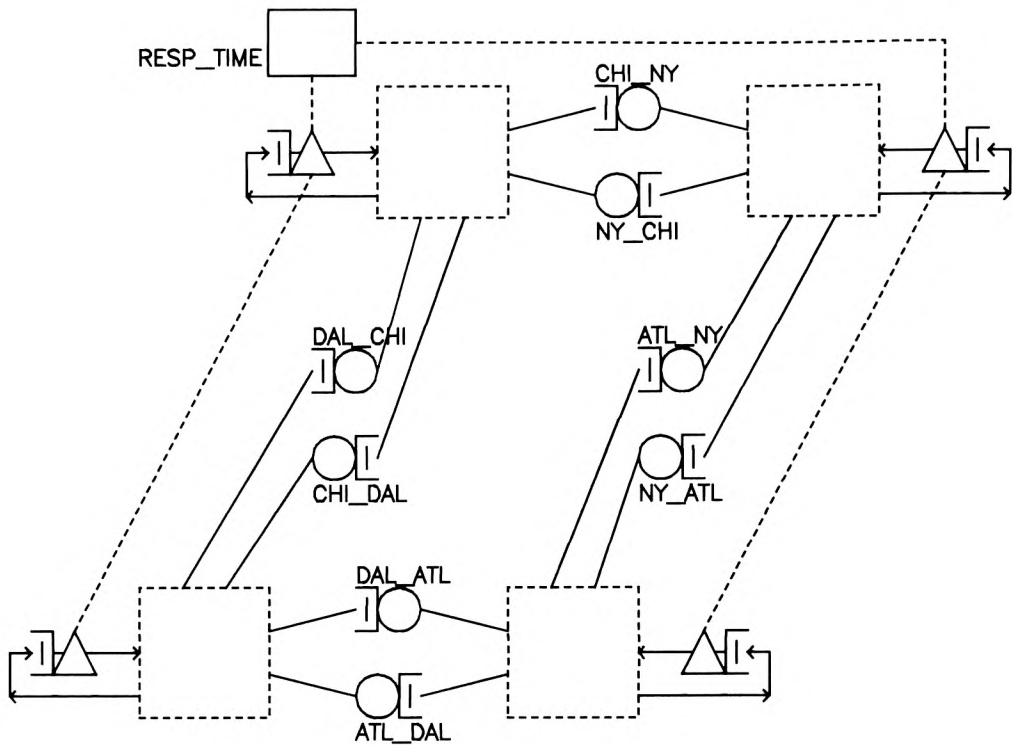 RESP_TIME
CHI_NY
NY_CHI
DAL_CHI
ATL_NY
CHI_DAL
NY_ATL
DAL_ATL
ATL_DAL